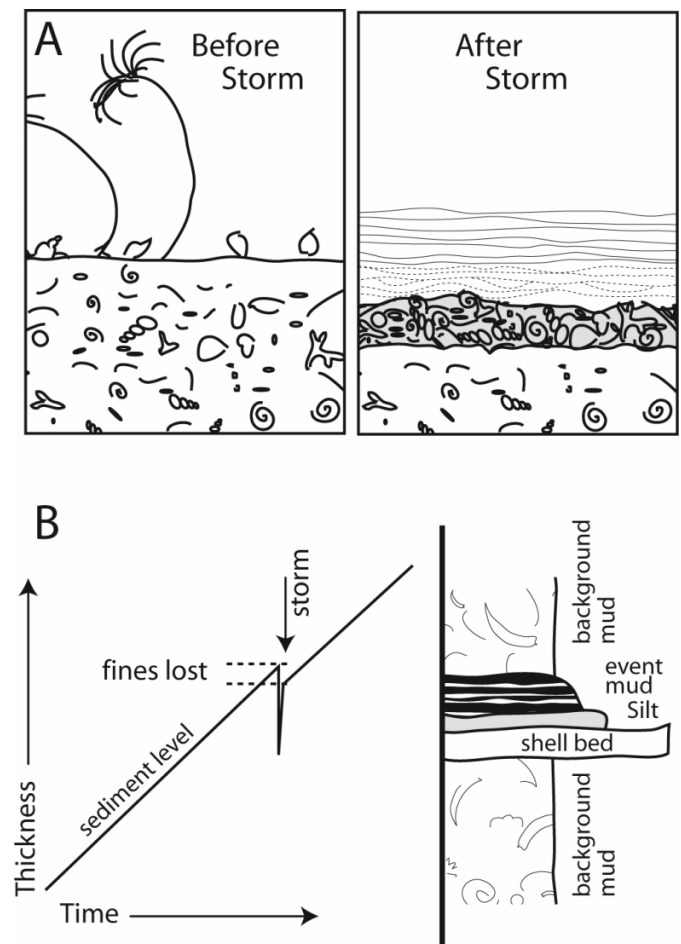 A
Before
Storm
After
Storm
B
Thickness
Time
sediment level
fines lost
storm
background
mud
event
mud
Silt
shell bed
background
mud